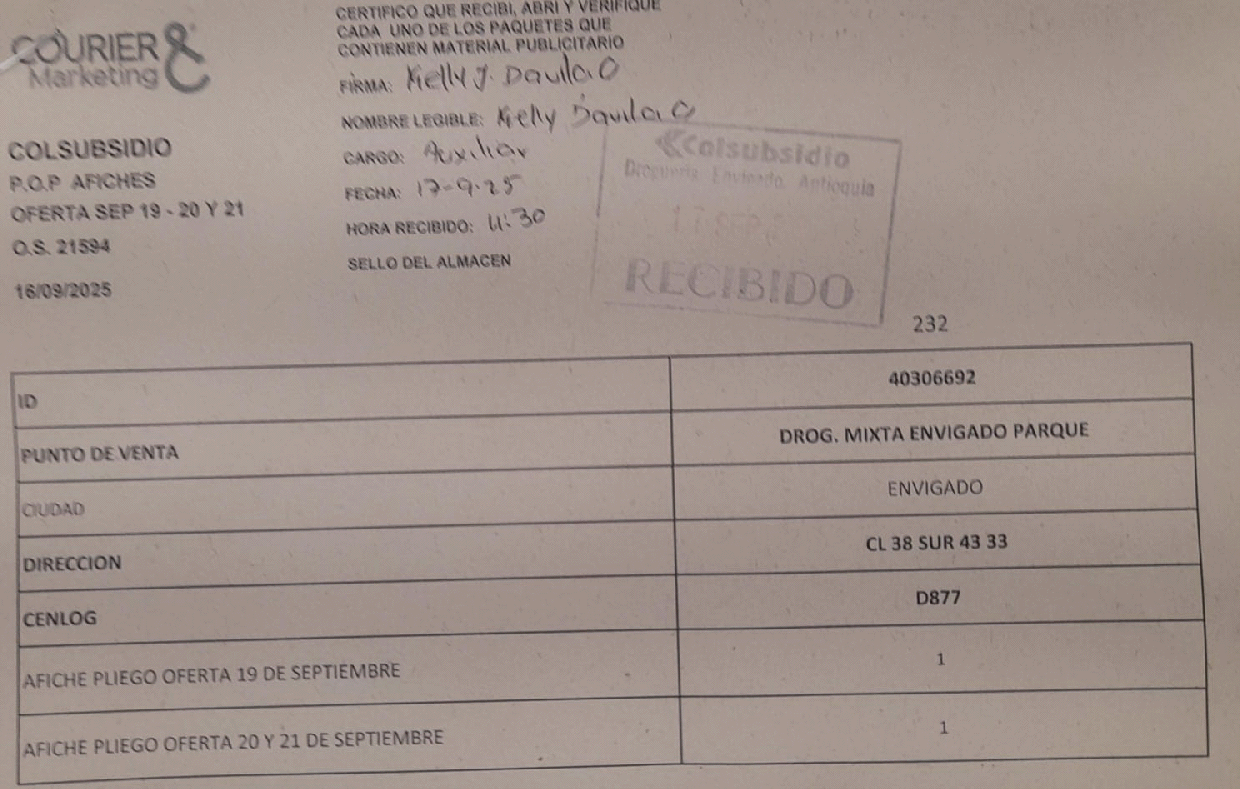 COURIER &
Marketing
COLSUBSIDIO
P.O.P AFICHES
OFERTA SEP 19 - 20 Y 21
O.S. 21594
16/09/2025
CERTIFICO QUE RECIBI, ABRI Y VERIFIQUE
CADA UNO DE LOS PAQUETES QUE
CONTIENEN MATERIAL PUBLICITARIO
FIRMA: Kelly J. Davila O
NOMBRE LEGIBLE: Kelly Davila O
CARGO: Auxiliar
FECHA: 17-9-25
HORA RECIBIDO: 11:30
SELLO DEL ALMACEN
Colsubsidio
Droguería Envigado, Antioquia
17 SEP
RECIBIDO
232
ID 40306692
PUNTO DE VENTA DROG. MIXTA ENVIGADO PARQUE
CIUDAD ENVIGADO
DIRECCION CL 38 SUR 43 33
CENLOG D877
AFICHE PLIEGO OFERTA 19 DE SEPTIEMBRE 1
AFICHE PLIEGO OFERTA 20 Y 21 DE SEPTIEMBRE 1